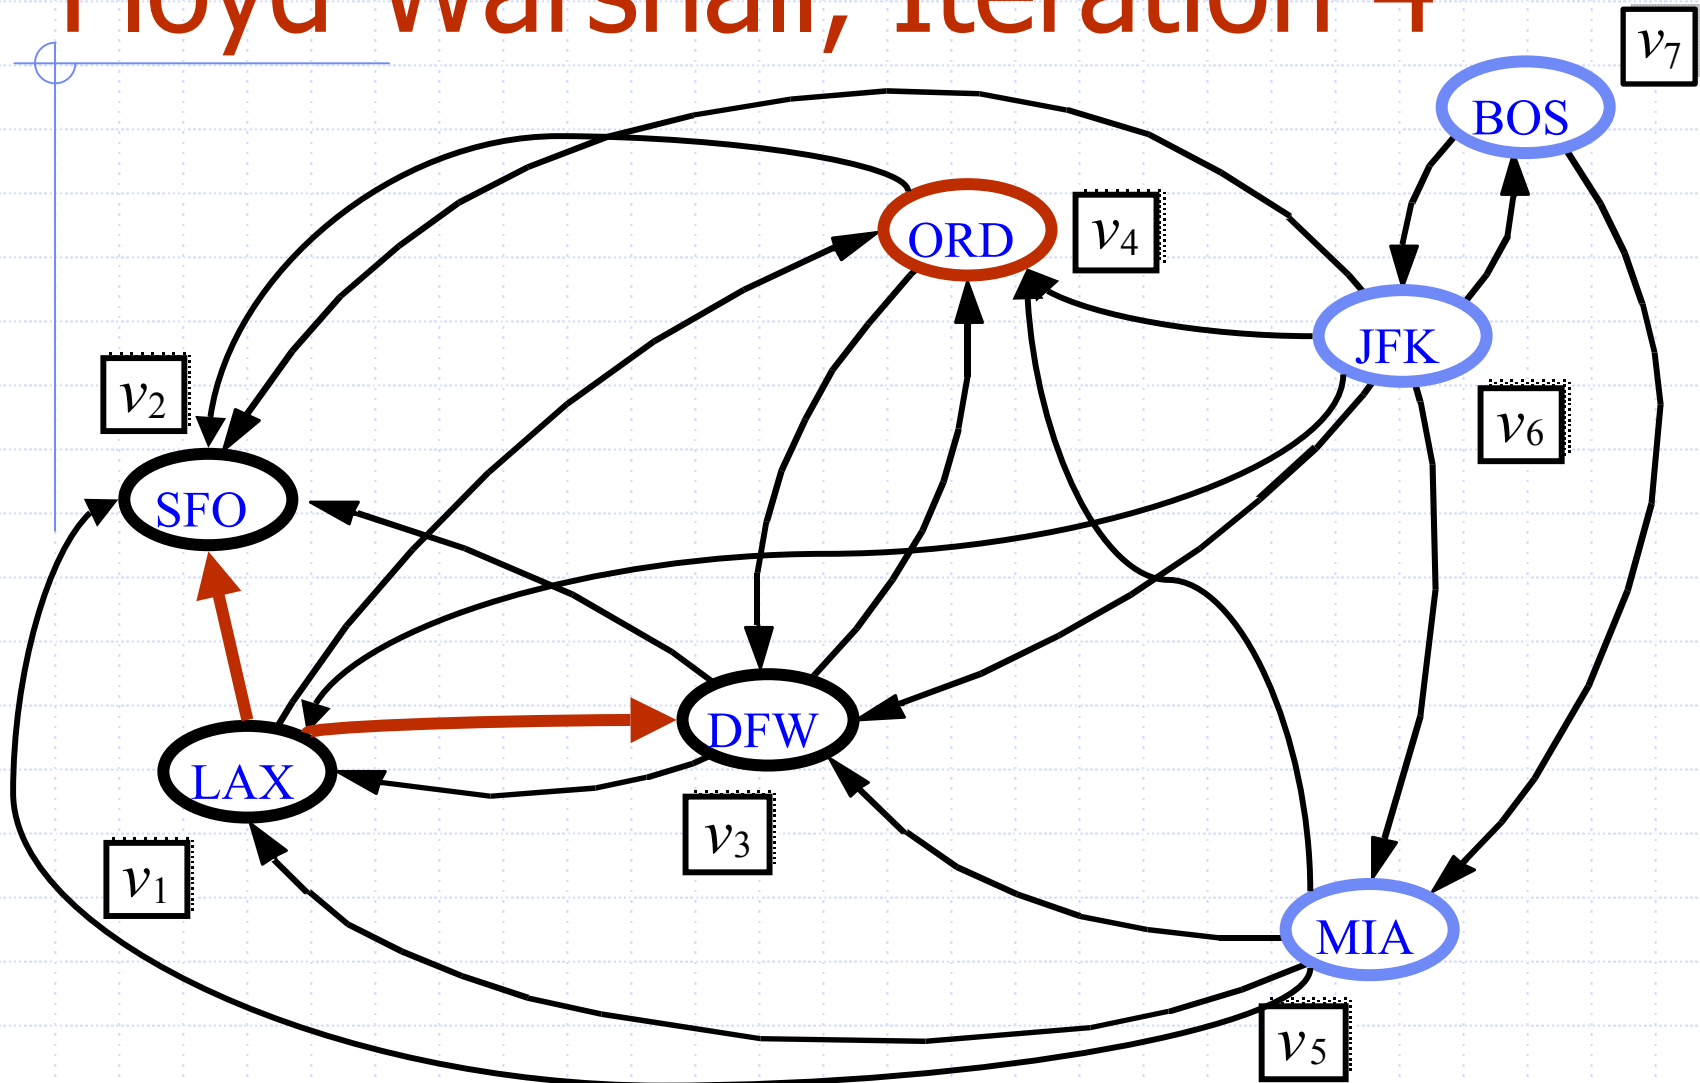 Floyd Warshall, Iteration 4
v7
BOS
ORD
v4
JFK
v2
v6
SFO
DFW
LAX
v3
v1
MIA
v5